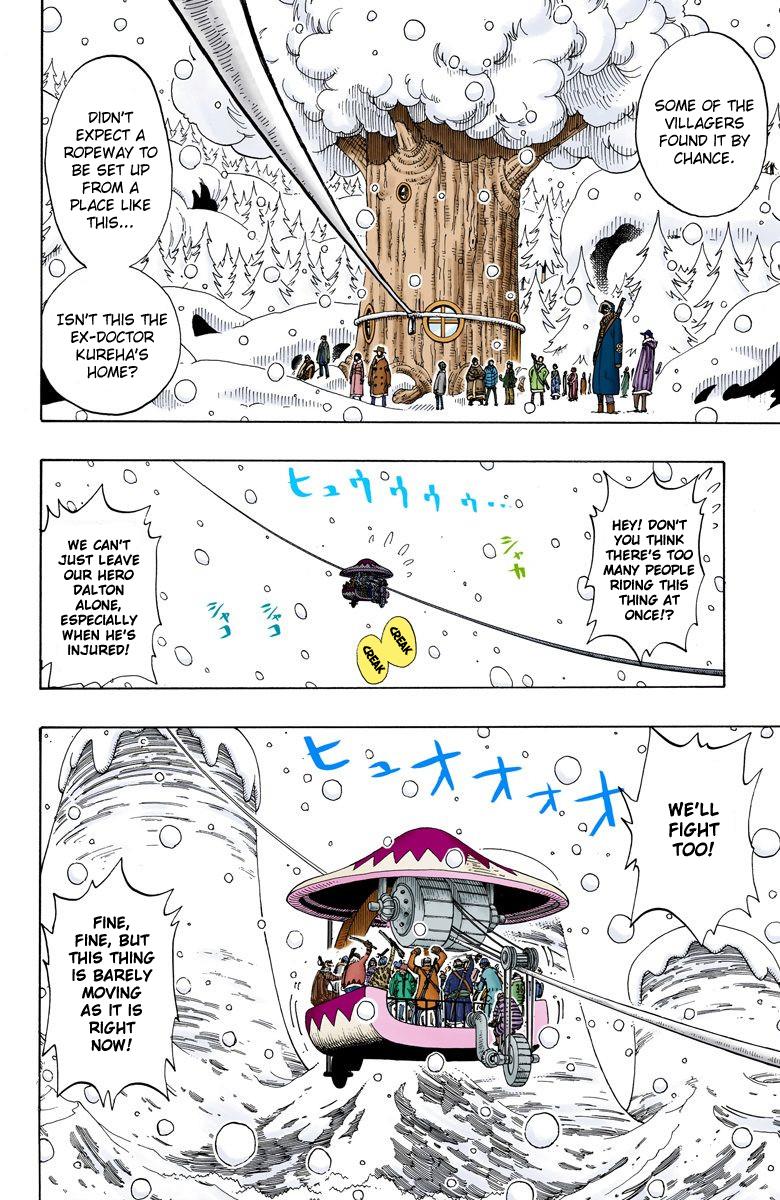 SOME OF THE
VILLAGERS
FOUND IT BY
CHANCE.
DIDN'T
EXPECT A
ROPEWAY TO
BE SET UP
FROM A
PLACE LIKE
THIS...
ISN'T THIS THE
EX-DOCTOR
KUREHA'S
HOME?
ヒュウウウゥ‥
HEY! DON'T
YOU THINK
THERE'S TOO
MANY PEOPLE
RIDING THIS
THING AT
ONCE!?
シャカ
CREAK
CREAK
シャコ
シャコ
WE CAN'T
JUST LEAVE
OUR HERO
DALTON
ALONE,
ESPECIALLY
WHEN HE'S
INJURED!
ヒュオオォオ
WE'LL
FIGHT
TOO!
FINE,
FINE, BUT
THIS THING
IS BARELY
MOVING
AS IT IS
RIGHT
NOW!